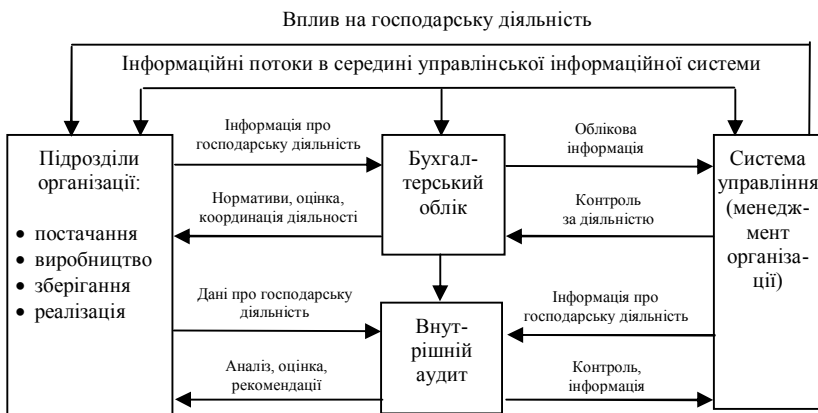 Вплив на господарську діяльність
Інформаційні потоки в середині управлінської інформаційної системи
Підрозділи
організації:
• постачання
• виробництво
• зберігання
• реалізація
Інформація про
господарську діяльність
Нормативи, оцінка,
координація діяльності
Дані про господарську
діяльність
Аналіз, оцінка,
рекомендації
Бухгал-
терський
облік
Внут-
рішній
аудит
Облікова
інформація
Контроль
за діяльністю
Інформація про
господарську діяльність
Контроль,
інформація
Система
управління
(менедж-
мент
організа-
ції)